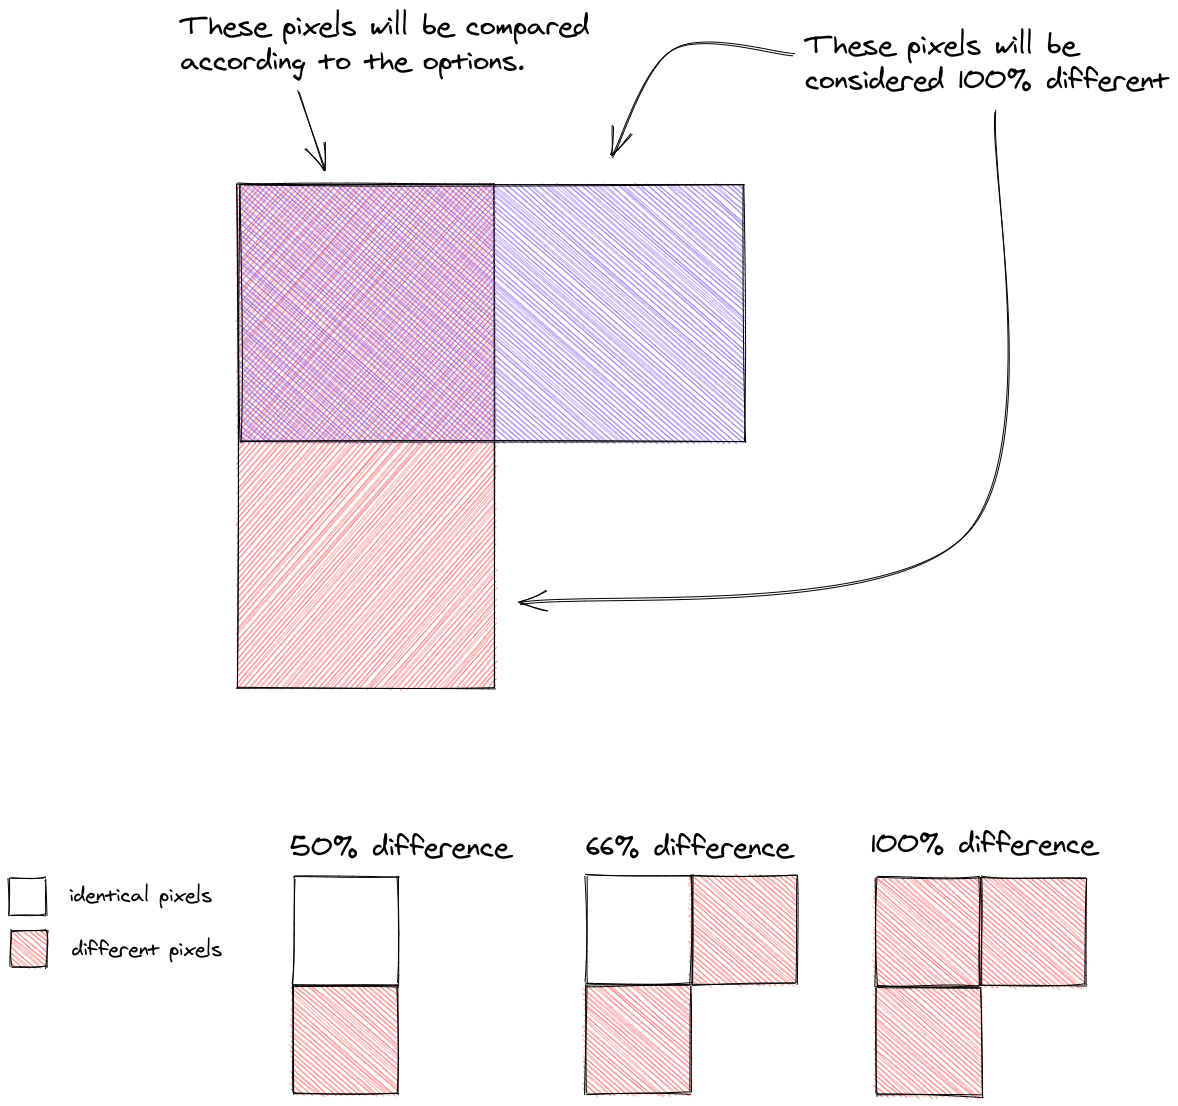 These pixels will be compared
according to the options.
These pixels will be
considered 100% different
50% difference
66% difference
100% difference
identical pixels
different pixels